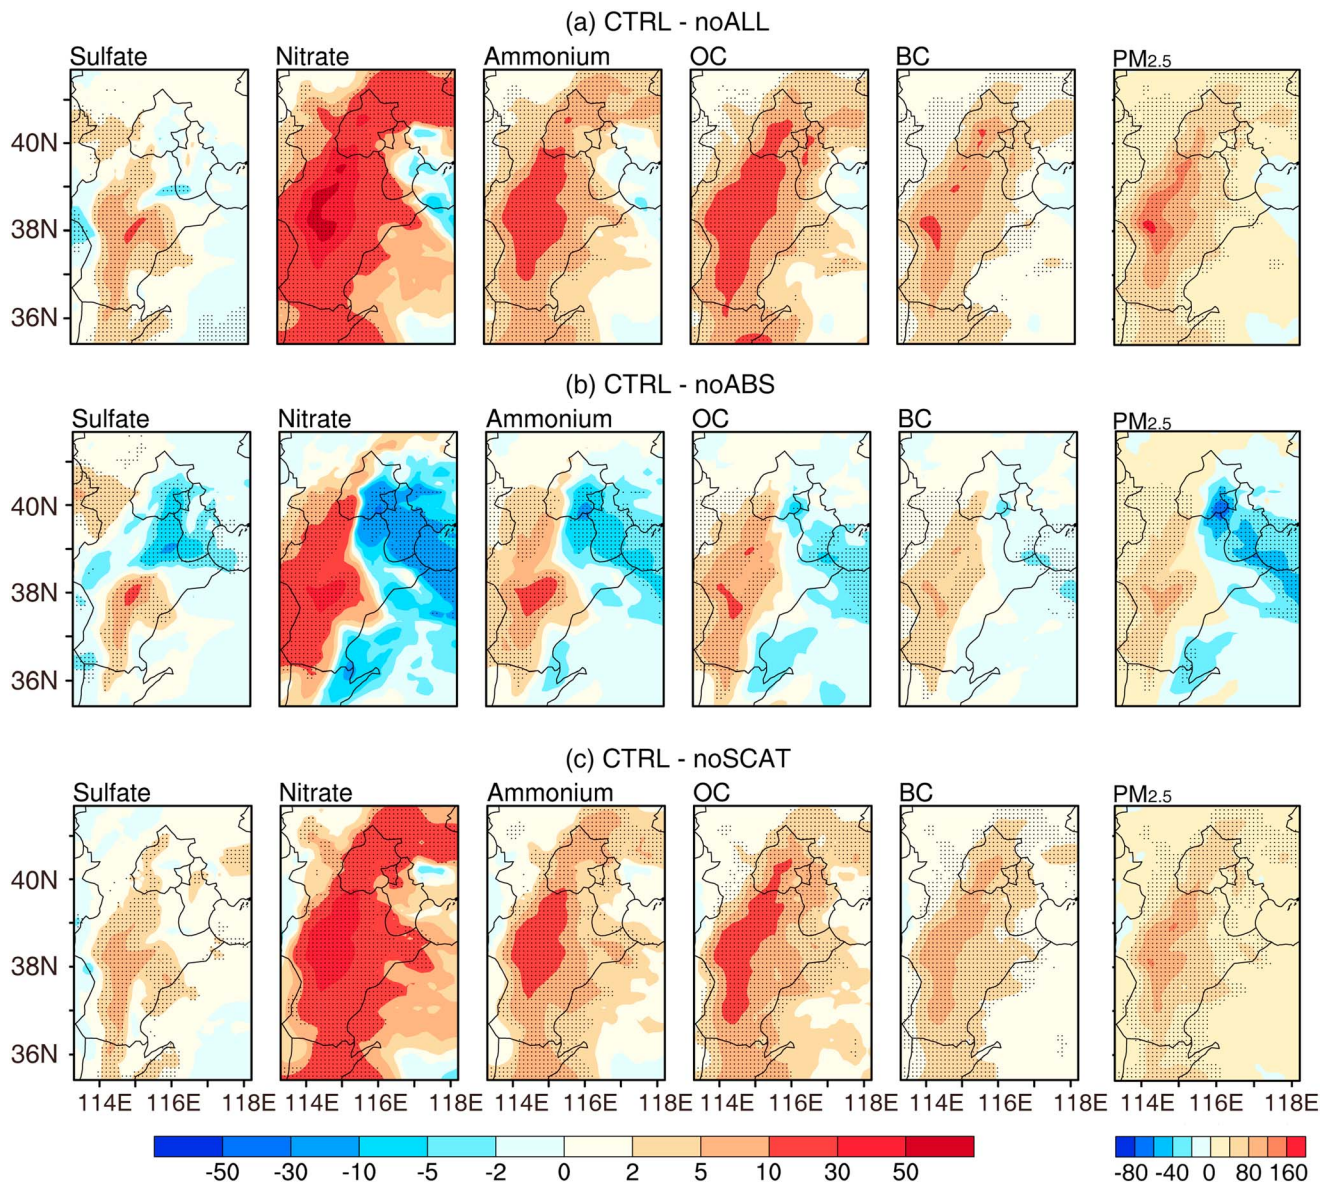 (a) CTRL - noALL
Sulfate Nitrate Ammonium OC BC PM2.5
40N
38N
36N
(b) CTRL - noABS
Sulfate Nitrate Ammonium OC BC PM2.5
40N
38N
36N
(c) CTRL - noSCAT
Sulfate Nitrate Ammonium OC BC PM2.5
40N
38N
36N
114E 116E 118E 114E 116E 118E 114E 116E 118E 114E 116E 118E 114E 116E 118E 114E 116E 118E
-50 -30 -10 -5 -2 0 2 5 10 30 50 -80 -40 0 80 160